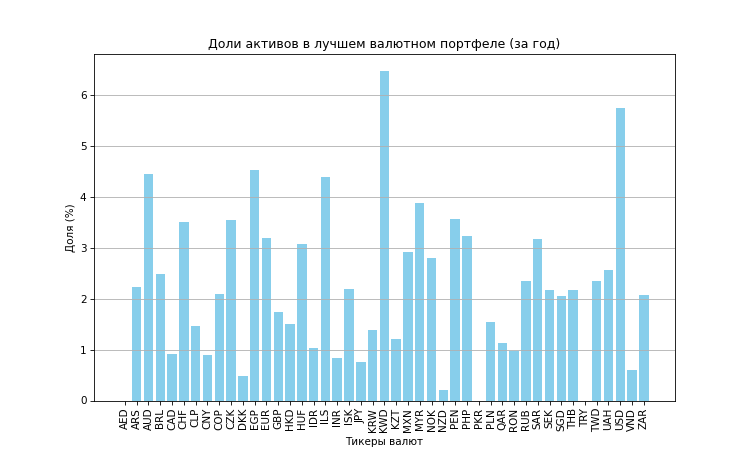 Доли активов в лучшем валютном портфеле (за год)
Доля (%)
6
5
4
3
2
1
0
AED ARS AUD BRL CAD CHF CLP CNY COP CZK DKK EGP EUR GBP HKD HUF IDR ILS INR ISK JPY KRW KWD KZT MXN MYR NOK NZD PEN PHP PKR PLN QAR RON RUB SAR SEK SGD THB TRY TWD UAH USD VND ZAR
Тикеры валют